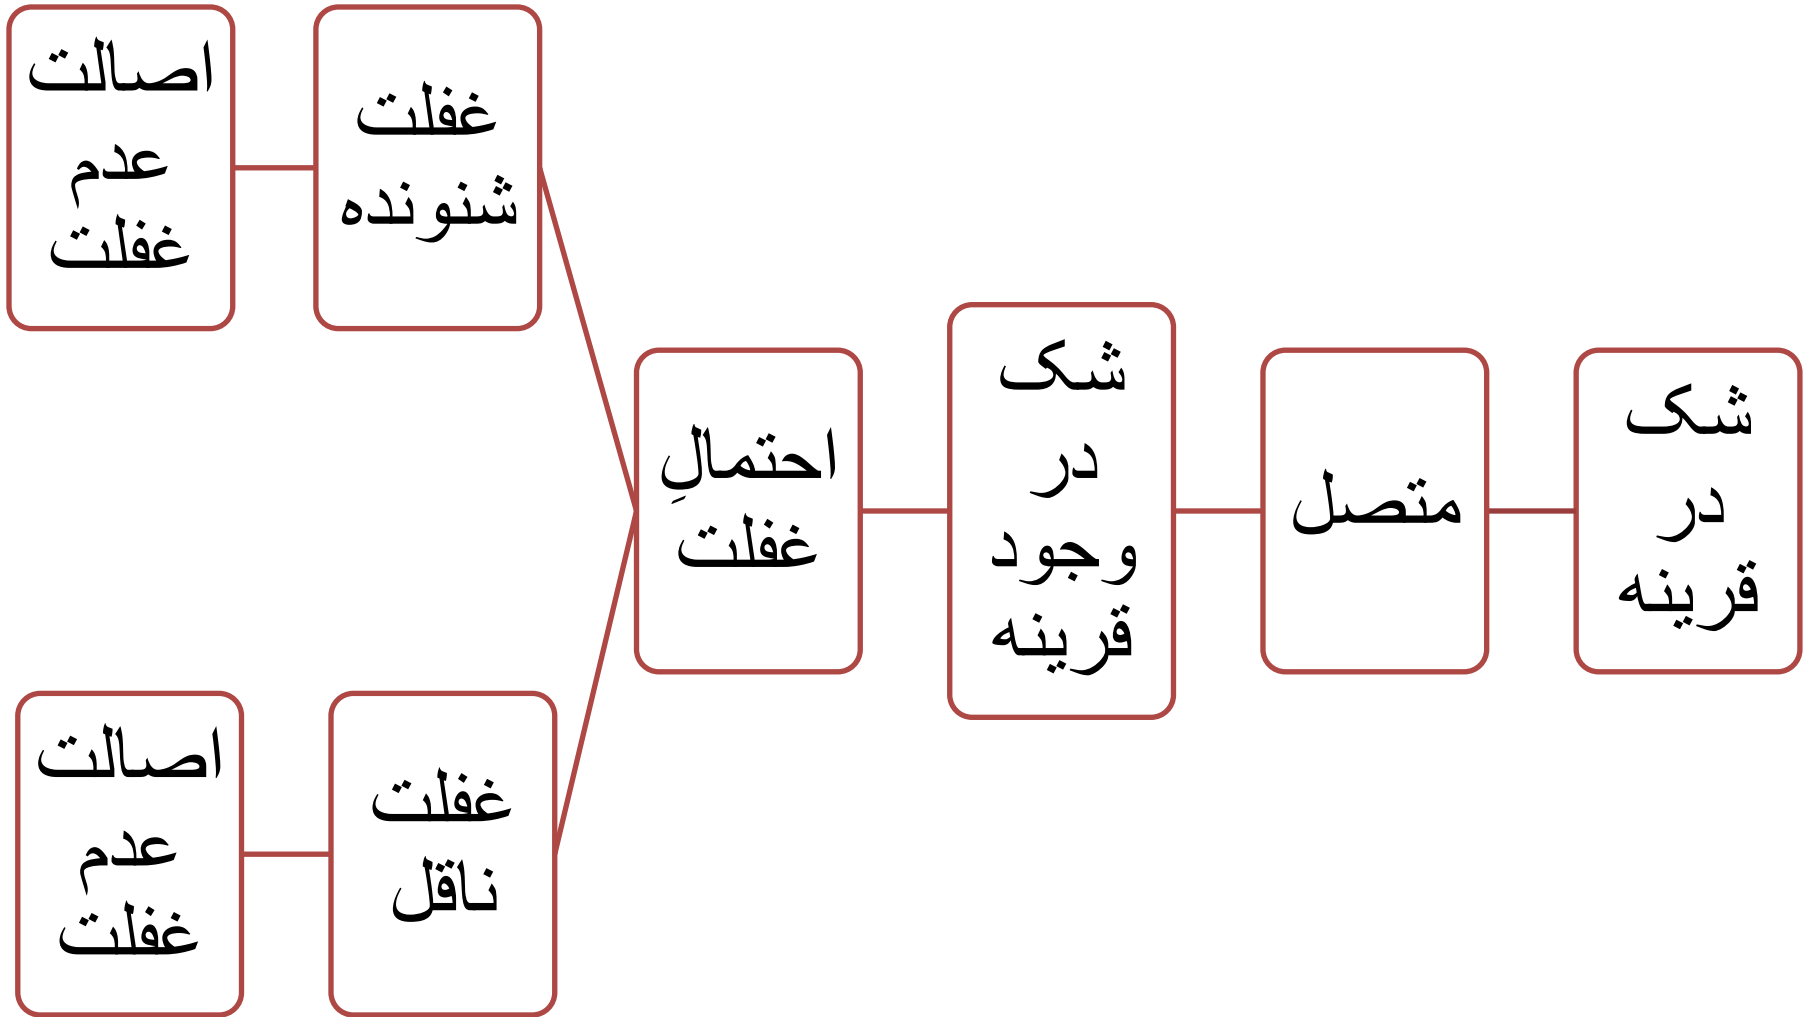 شک
در
قرینه
متصل
شک
در
وجود
قرینه
احتمالِ
غفلت
غفلت
شنونده
اصالت
عدم
غفلت
غفلت
ناقل
اصالت
عدم
غفلت